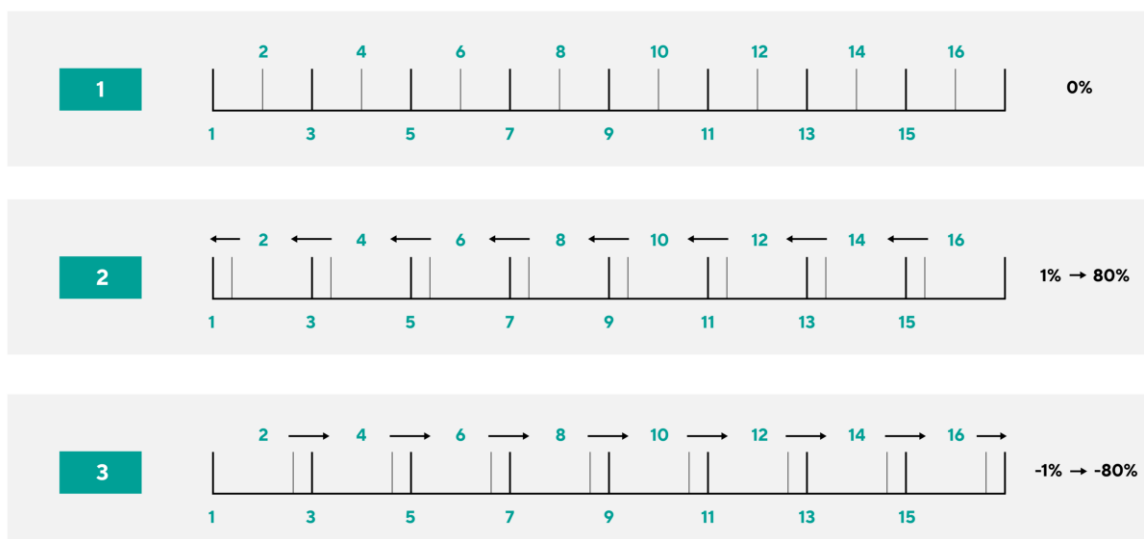 2 4 6 8 10 12 14 16
1 0%
1 3 5 7 9 11 13 15
← 2 ← 4 ← 6 ← 8 ← 10 ← 12 ← 14 ← 16
2 1% → 80%
1 3 5 7 9 11 13 15
2 → 4 → 6 → 8 → 10 → 12 → 14 → 16 →
3 -1% → -80%
1 3 5 7 9 11 13 15